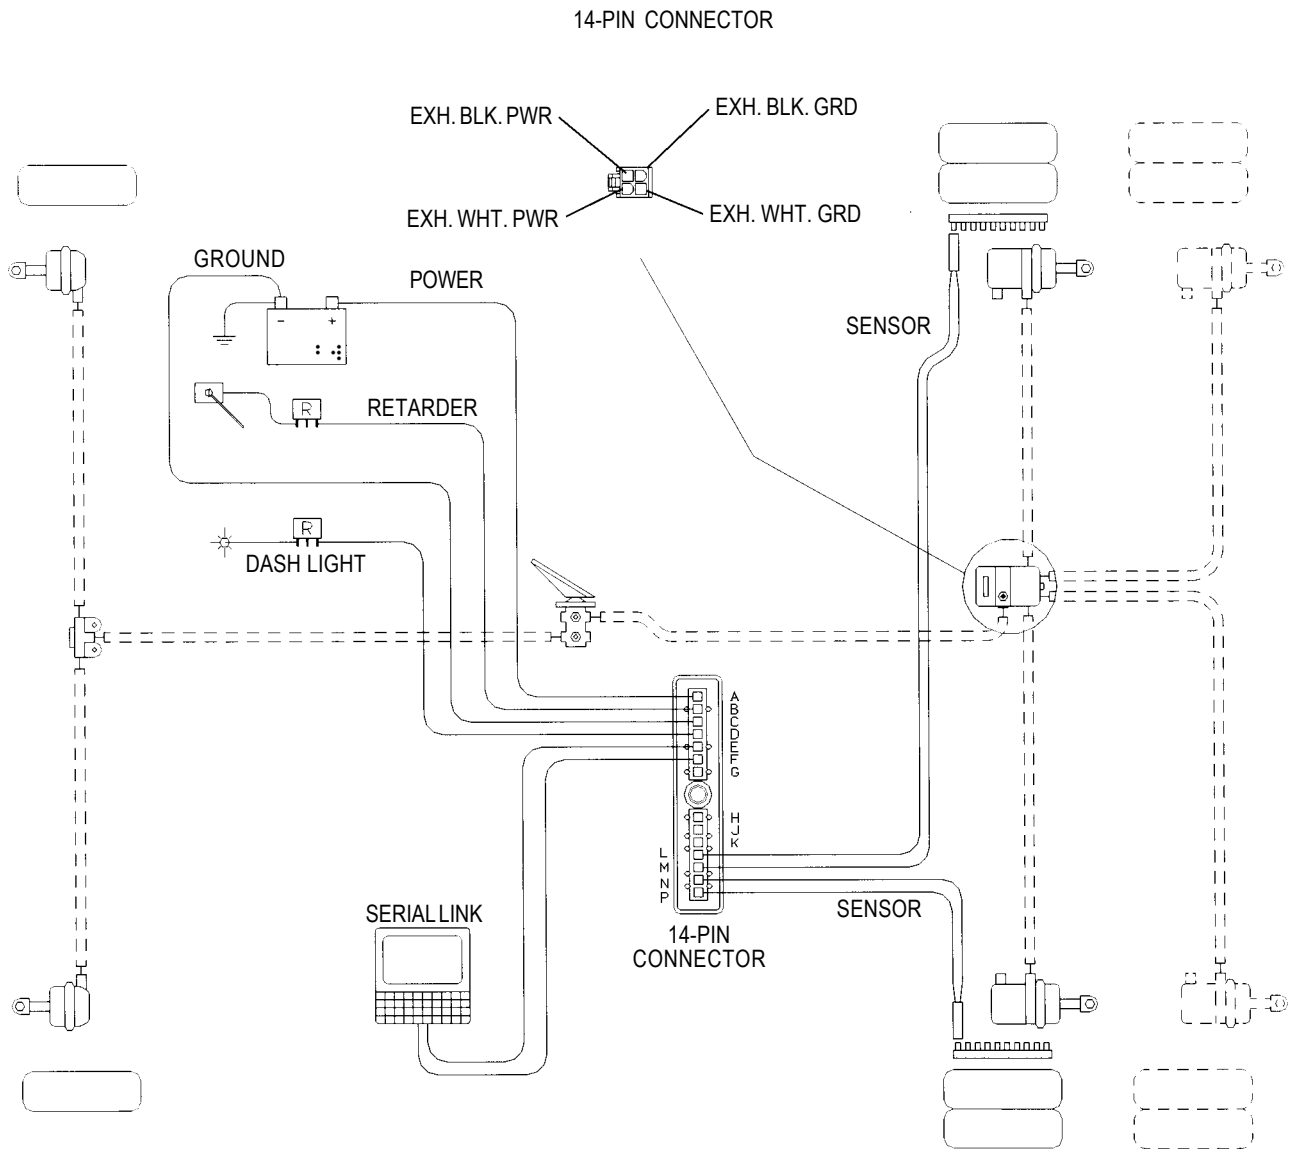 14-PIN CONNECTOR
EXH. BLK. PWR
EXH. BLK. GRD
EXH. WHT. PWR
EXH. WHT. GRD
GROUND
POWER
SENSOR
- +
R
RETARDER
R
DASH LIGHT
A
B
C
D
E
F
G
H
J
K
L
M
N
P
SENSOR
SERIAL LINK
14-PIN
CONNECTOR